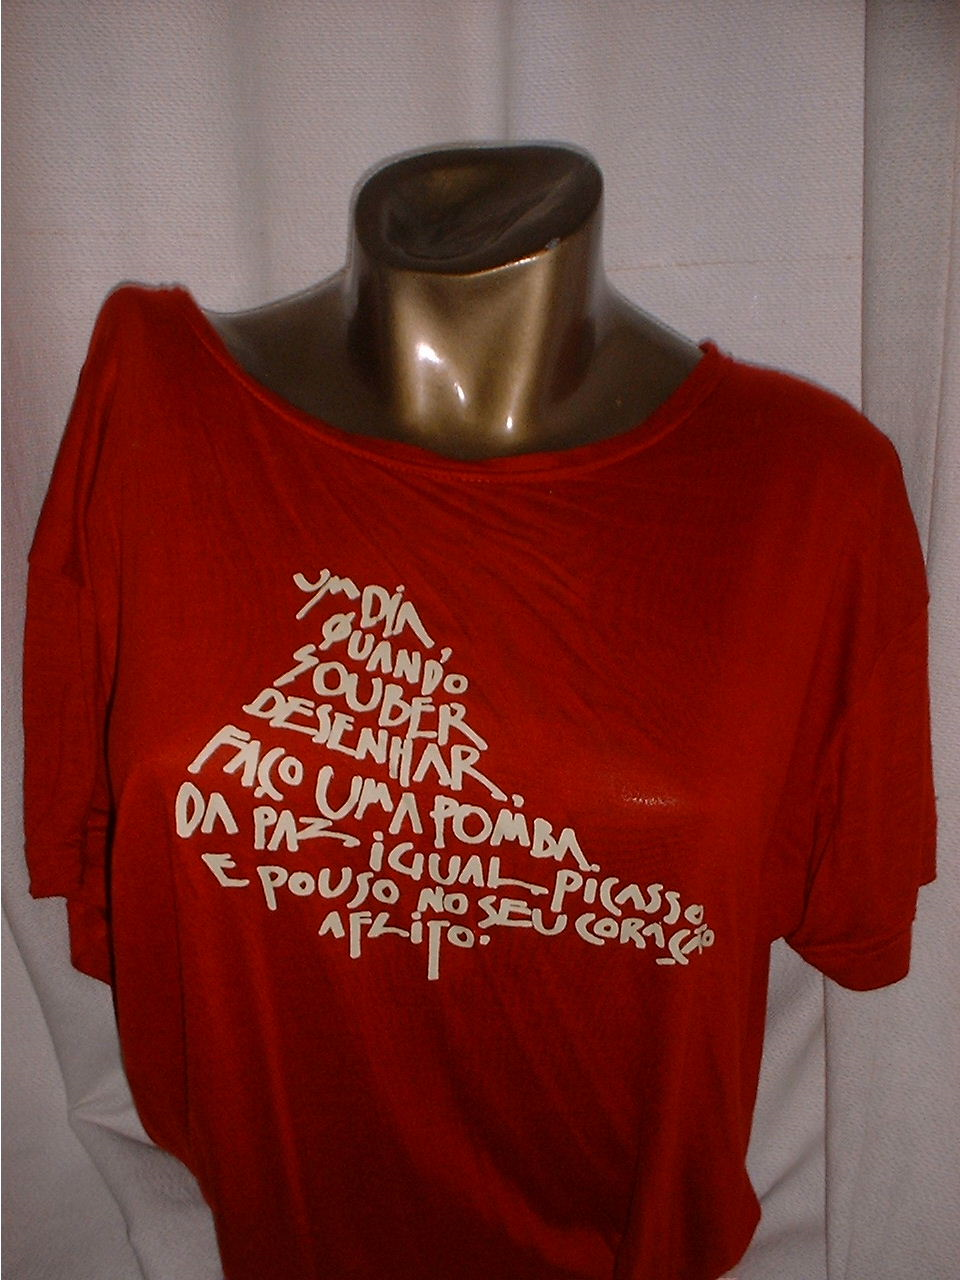 UM DIA,
QUANDO
SOUBER
DESENHAR,
FAÇO UMA POMBA.
DA PAZ IGUAL PICASSO,
E POUSO NO SEU CORAÇÃO
AFLITO.